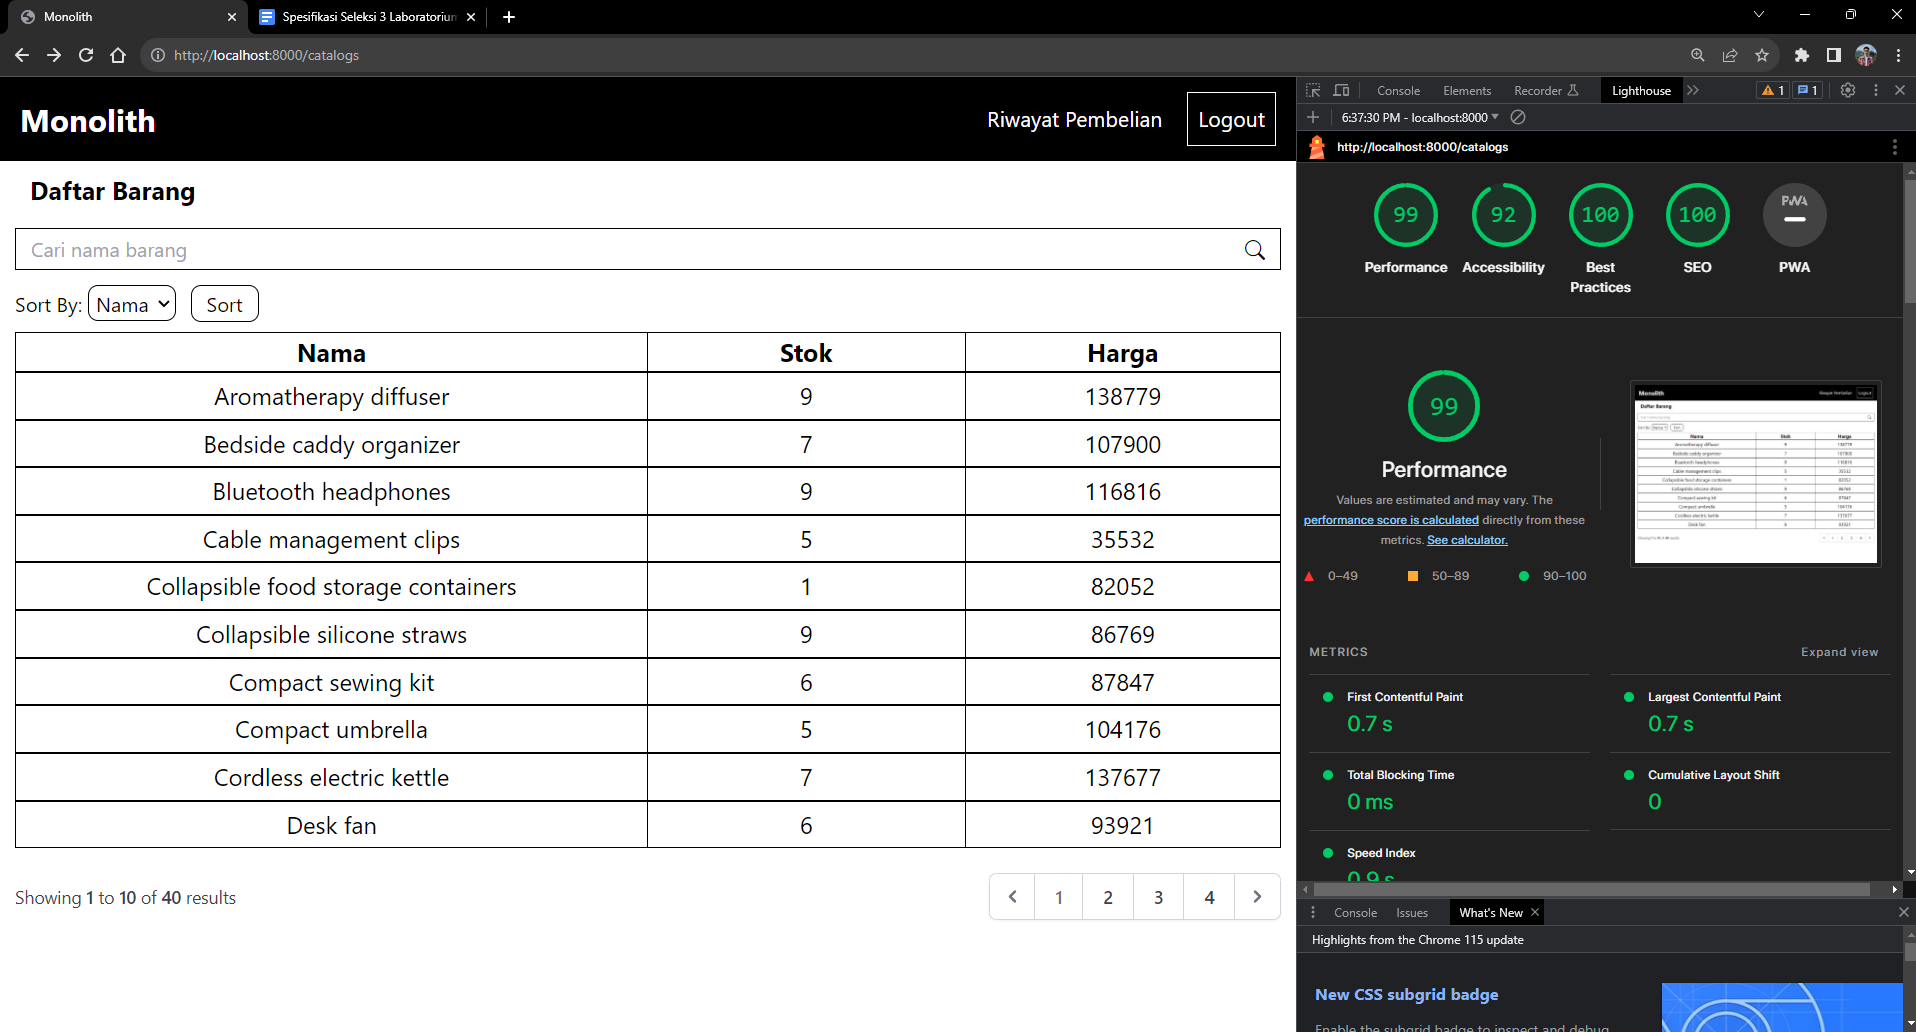 Monolith
Spesifikasi Seleksi 3 Laboratoriun
http://localhost:8000/catalogs
Monolith
Riwayat Pembelian
Logout
Daftar Barang
Cari nama barang
Sort By: Nama Sort
Nama Stok Harga
Aromatherapy diffuser 9 138779
Bedside caddy organizer 7 107900
Bluetooth headphones 9 116816
Cable management clips 5 35532
Collapsible food storage containers 1 82052
Collapsible silicone straws 9 86769
Compact sewing kit 6 87847
Compact umbrella 5 104176
Cordless electric kettle 7 137677
Desk fan 6 93921
Showing 1 to 10 of 40 results
1 2 3 4
Console Elements Recorder Lighthouse 1 1
6:37:30 PM - localhost:8000
http://localhost:8000/catalogs
99 92 100 100 PWA
Performance Accessibility Best Practices SEO PWA
99
Performance
Values are estimated and may vary. The
performance score is calculated directly from these
metrics. See calculator.
0–49 50–89 90–100
Monolith
Daftar Barang
METRICS
Expand view
First Contentful Paint
0.7 s
Largest Contentful Paint
0.7 s
Total Blocking Time
0 ms
Cumulative Layout Shift
0
Speed Index
0.9 s
Console Issues What's New
Highlights from the Chrome 115 update
New CSS subgrid badge
Enable the subgrid badge to inspect and debug